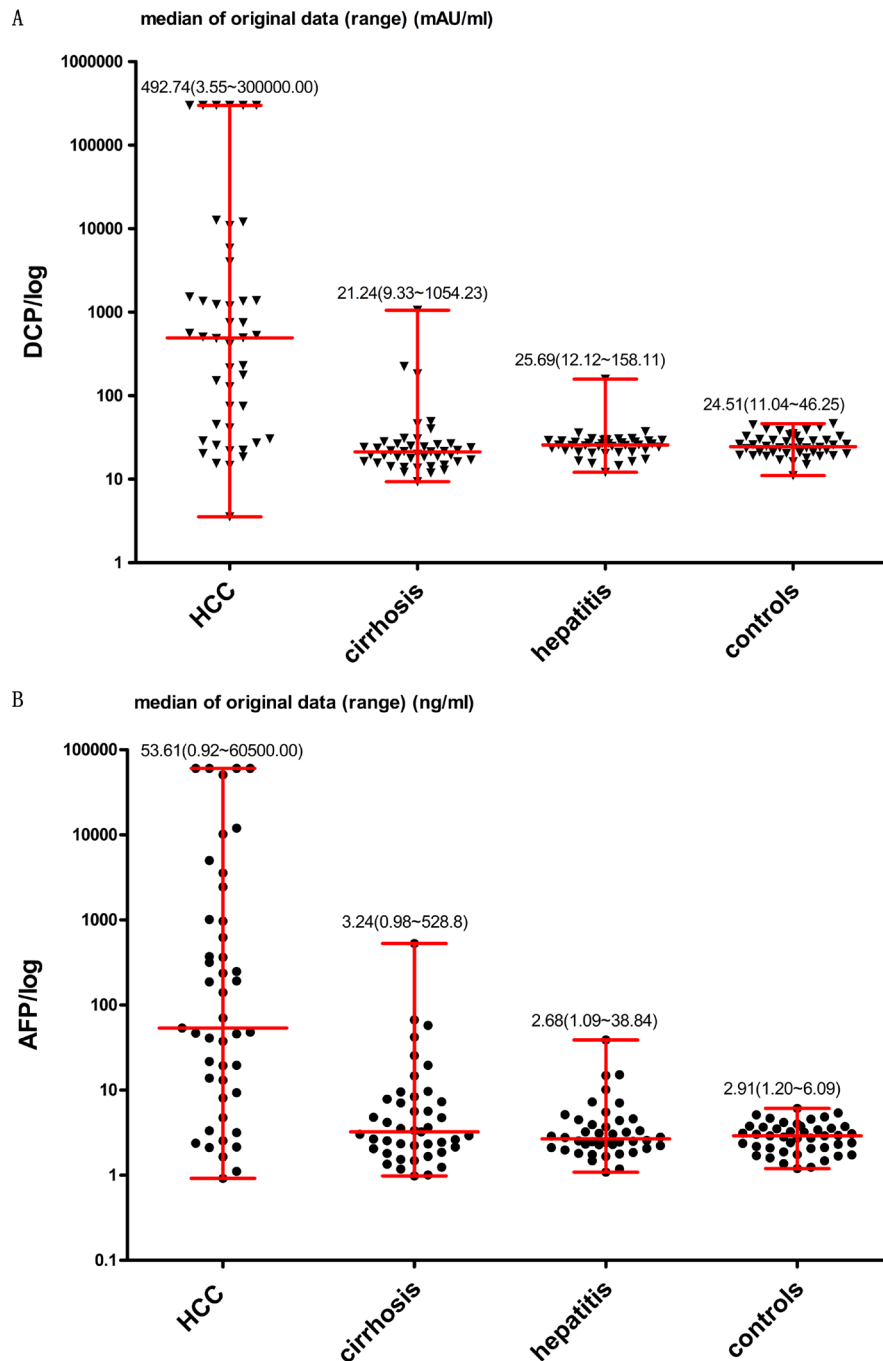 A
median of original data (range) (mAU/ml)
1000000
492.74(3.55~300000.00)
100000
10000
1000
21.24(9.33~1054.23)
25.69(12.12~158.11)
100
24.51(11.04~46.25)
10
1
DCP/log
HCC
cirrhosis
hepatitis
controls
B
median of original data (range) (ng/ml)
100000
53.61(0.92~60500.00)
10000
1000
3.24(0.98~528.8)
100
2.68(1.09~38.84)
10
2.91(1.20~6.09)
1
0.1
AFP/log
HCC
cirrhosis
hepatitis
controls